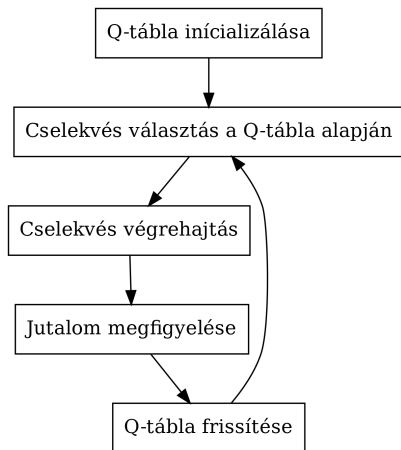 Q-tábla inícializálása
Cselekvés választás a Q-tábla alapján
Cselekvés végrehajtás
Jutalom megfigyelése
Q-tábla frissítése